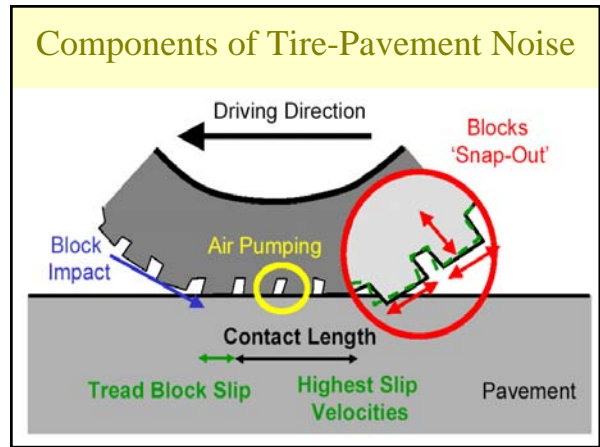 Components of Tire-Pavement Noise
Driving Direction
Blocks
'Snap-Out'
Block
Impact
Air Pumping
Contact Length
Tread Block Slip
Highest Slip
Velocities
Pavement